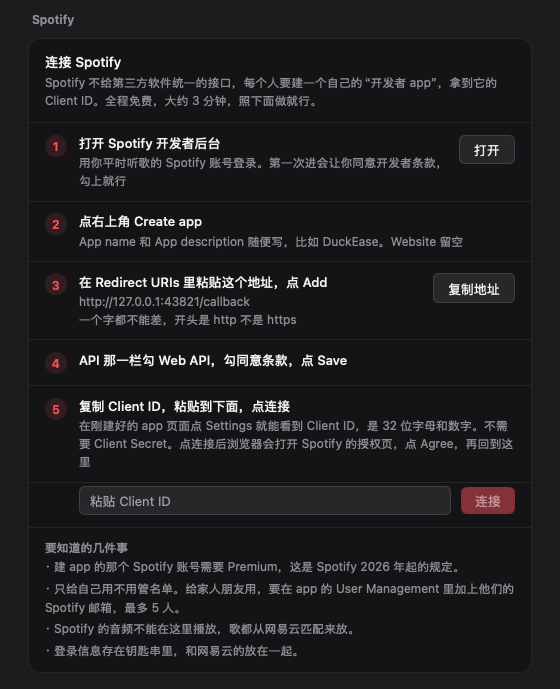 Spotify
连接 Spotify
Spotify 不给第三方软件统一的接口，每个人要建一个自己的 “开发者 app”，拿到它的
Client ID。全程免费，大约 3 分钟，照下面做就行。
1
打开 Spotify 开发者后台
用你平时听歌的 Spotify 账号登录。第一次进会让你同意开发者条款，
勾上就行
打开
2
点右上角 Create app
App name 和 App description 随便写，比如 DuckEase。Website 留空
3
在 Redirect URIs 里粘贴这个地址，点 Add
http://127.0.0.1:43821/callback
一个字都不能差，开头是 http 不是 https
复制地址
4
API 那一栏勾 Web API，勾同意条款，点 Save
5
复制 Client ID，粘贴到下面，点连接
在刚建好的 app 页面点 Settings 就能看到 Client ID，是 32 位字母和数字。不需
要 Client Secret。点连接后浏览器会打开 Spotify 的授权页，点 Agree，再回到这
里
粘贴 Client ID
连接
要知道的几件事
· 建 app 的那个 Spotify 账号需要 Premium，这是 Spotify 2026 年起的规定。
· 只给自己用不用管名单。给家人朋友用，要在 app 的 User Management 里加上他们的
Spotify 邮箱，最多 5 人。
· Spotify 的音频不能在这里播放，歌都从网易云匹配来放。
· 登录信息存在钥匙串里，和网易云的放在一起。